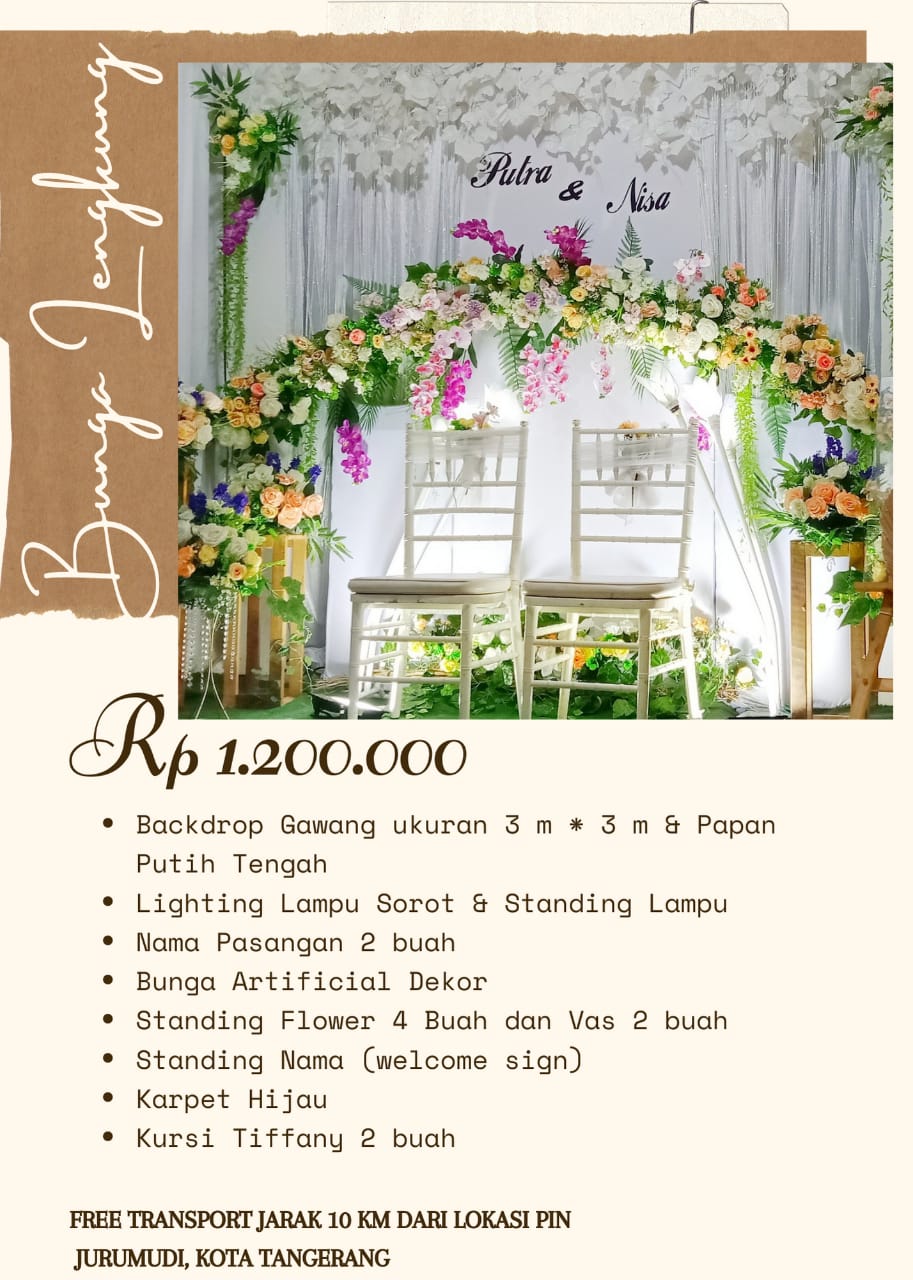 Bunga Lengkung
Putra
& Nisa
Rp 1.200.000
• Backdrop Gawang ukuran 3 m * 3 m & Papan
Putih Tengah
• Lighting Lampu Sorot & Standing Lampu
• Nama Pasangan 2 buah
• Bunga Artificial Dekor
• Standing Flower 4 Buah dan Vas 2 buah
• Standing Nama (welcome sign)
• Karpet Hijau
• Kursi Tiffany 2 buah
FREE TRANSPORT JARAK 10 KM DARI LOKASI PIN
JURUMUDI, KOTA TANGERANG